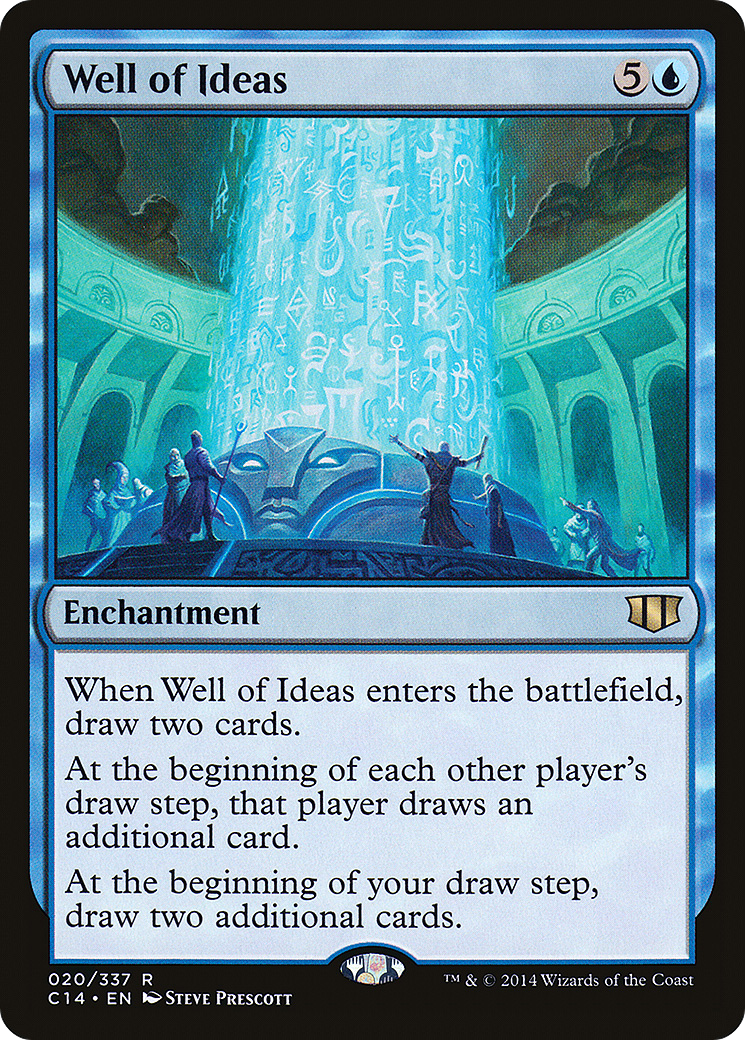 Well of Ideas 5
Enchantment
When Well of Ideas enters the battlefield,
draw two cards.
At the beginning of each other player's
draw step, that player draws an
additional card.
At the beginning of your draw step,
draw two additional cards.
020/337 R
C14 • EN Steve Prescott
™ & © 2014 Wizards of the Coast